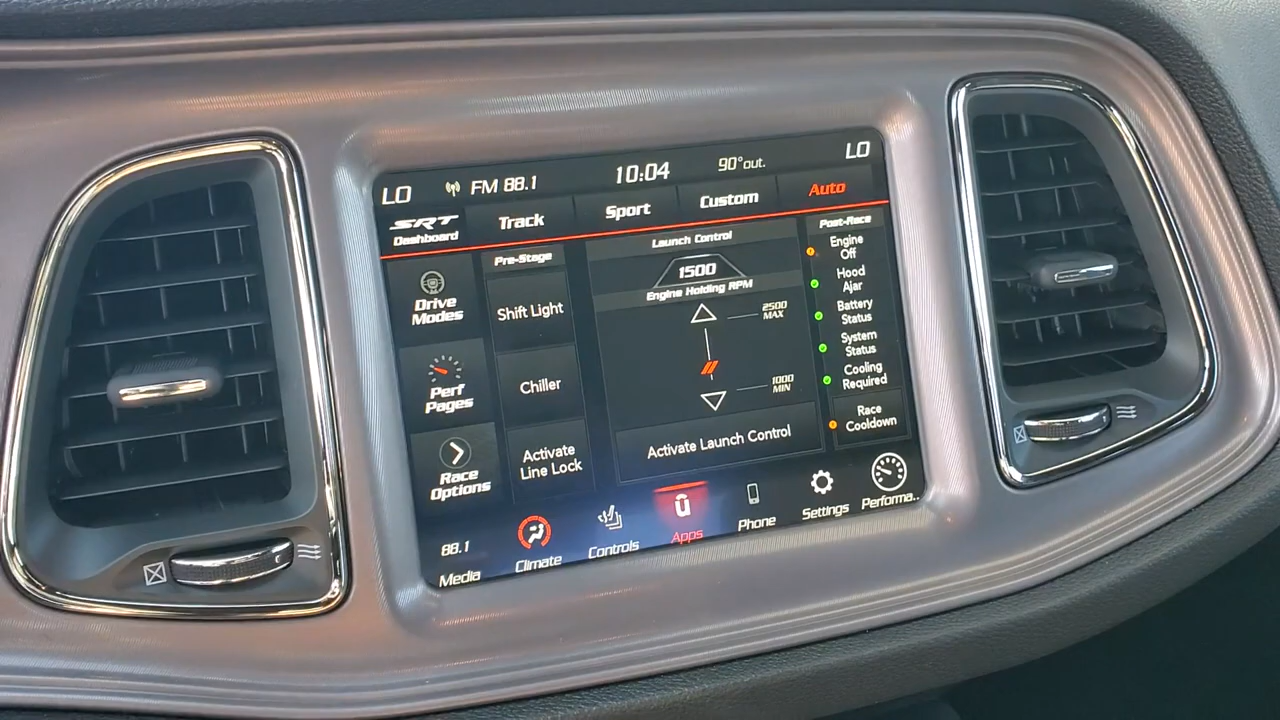 LO FM 88.1 10:04 90°out. LO
SRT
Dashboard
Track Sport Custom Auto
Drive
Modes
Perf
Pages
Race
Options
Pre-Stage
Shift Light
Chiller
Activate
Line Lock
Launch Control
1500
Engine Holding RPM
2500
MAX
1000
MIN
Activate Launch Control
Post-Race
Engine
Off
Hood
Ajar
Battery
Status
System
Status
Cooling
Required
Race
Cooldown
88.1
Media
Climate
Controls
Apps
Phone
Settings
Performa..